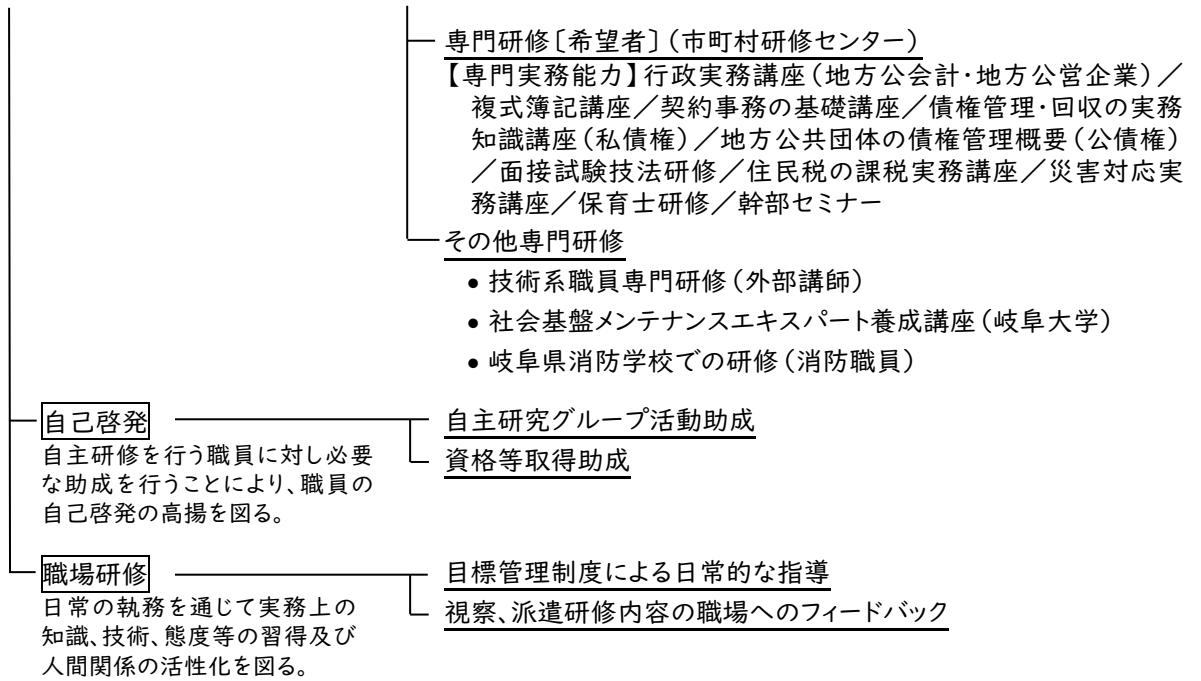 専門研修〔希望者〕(市町村研修センター)
【専門実務能力】行政実務講座(地方公会計・地方公営企業)／
複式簿記講座／契約事務の基礎講座／債権管理・回収の実務
知識講座(私債権)／地方公共団体の債権管理概要(公債権)
／面接試験技法研修／住民税の課税実務講座／災害対応実
務講座／保育士研修／幹部セミナー
その他専門研修
• 技術系職員専門研修(外部講師)
• 社会基盤メンテナンスエキスパート養成講座(岐阜大学)
• 岐阜県消防学校での研修(消防職員)
自己啓発
自主研修を行う職員に対し必要
な助成を行うことにより、職員の
自己啓発の高揚を図る。
自主研究グループ活動助成
資格等取得助成
職場研修
日常の執務を通じて実務上の
知識、技術、態度等の習得及び
人間関係の活性化を図る。
目標管理制度による日常的な指導
視察、派遣研修内容の職場へのフィードバック